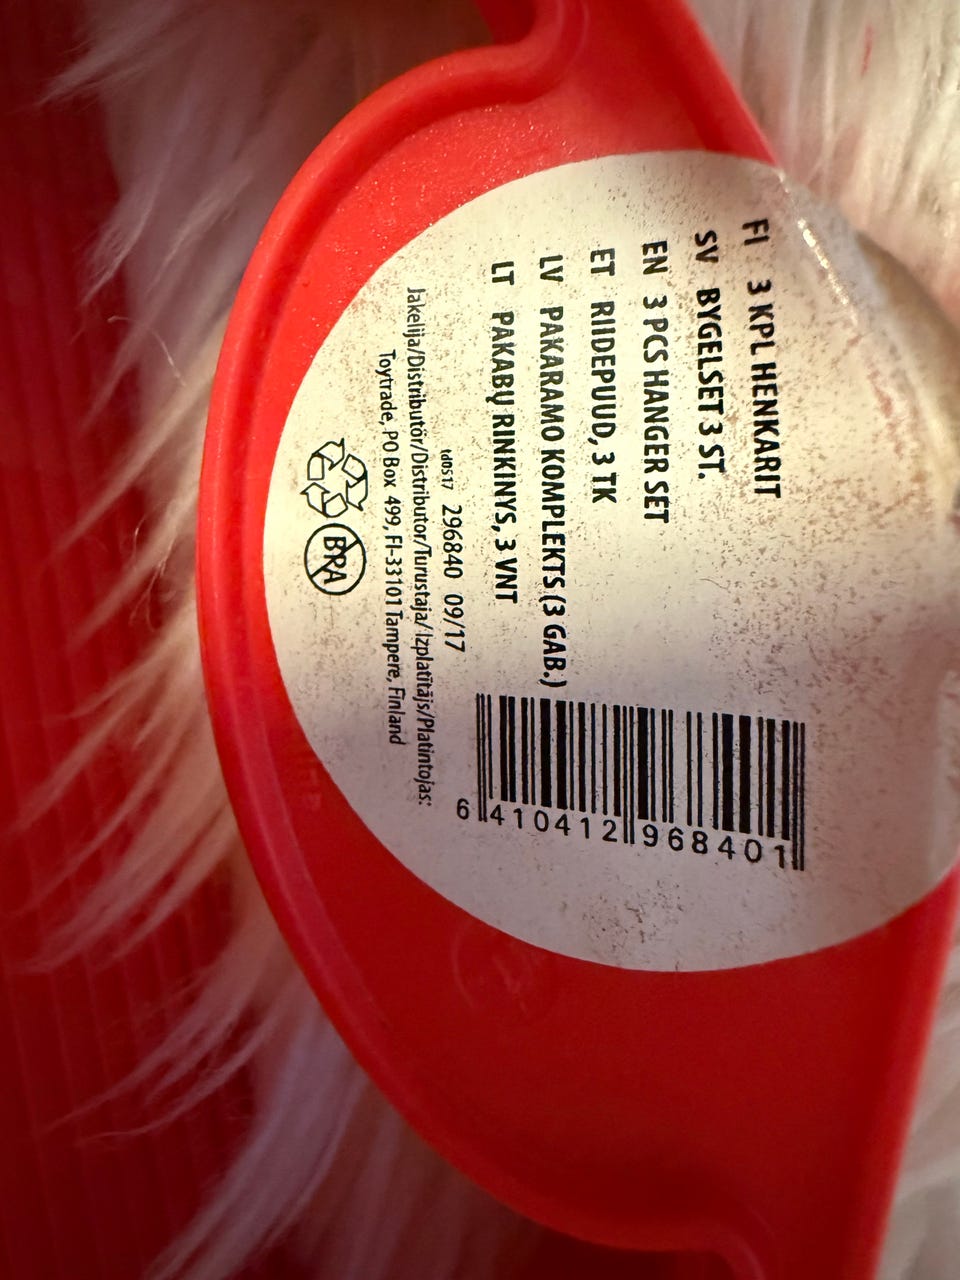 FI 3 KPL HENKARIT
SV BYGELSET 3 ST.
EN 3 PCS HANGER SET
ET RIIDEPUUD, 3 TK
LV PAKARAMO KOMPLEKTS (3 GAB.)
LT PAKABŲ RINKINYS, 3 VNT
td0517 296840 09/17
Jakelija/Distributör/Distributor/Turustaja/Izplatītājs/Platintojas:
Toytrade, PO Box 499, FI-33101 Tampere, Finland
BRA
6 410412 968401